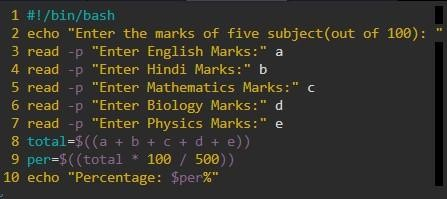 1 #!/bin/bash
2 echo "Enter the marks of five subject(out of 100): "
3 read -p "Enter English Marks:" a
4 read -p "Enter Hindi Marks:" b
5 read -p "Enter Mathematics Marks:" c
6 read -p "Enter Biology Marks:" d
7 read -p "Enter Physics Marks:" e
8 total=$((a + b + c + d + e))
9 per=$((total * 100 / 500))
10 echo "Percentage: $per%"